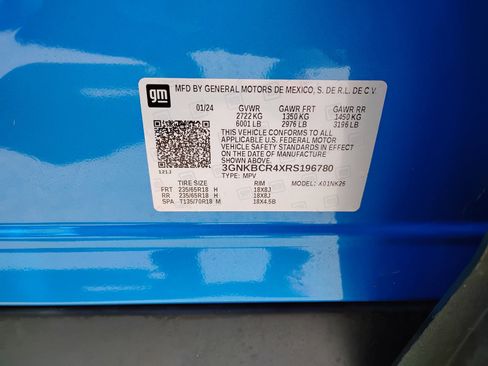 gm
MFD BY GENERAL MOTORS DE MEXICO, S. DE R.L. DE C.V.
01/24 GVWR GAWR FRT GAWR RR
2722 KG 1350 KG 1450 KG
6001 LB 2976 LB 3196 LB
THIS VEHICLE CONFORMS TO ALL
U.S. FEDERAL MOTOR
VEHICLE SAFETY STANDARDS IN EFFECT
ON THE DATE OF MANUFACTURE
SHOWN ABOVE.
3GNKBCR4XRS196780
121J TYPE: MPV MODEL: K01NK26
TIRE SIZE RIM
FRT 235/65R18 H 18X8J
RR 235/65R18 H 18X8J
SPA T135/70R18 M 18X4.5B